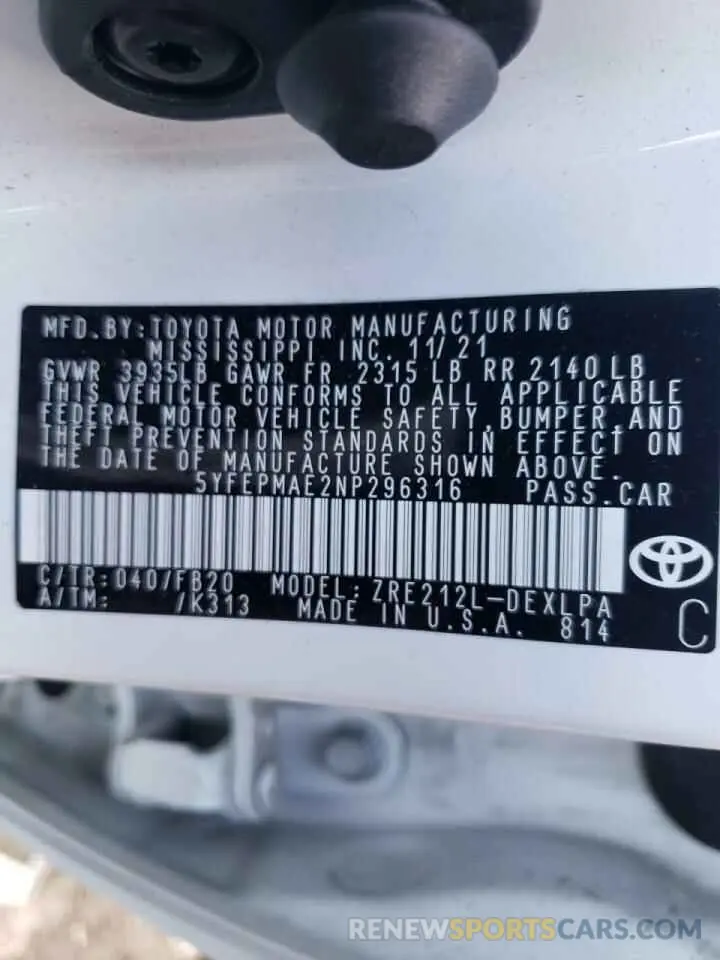 MFD.BY:TOYOTA MOTOR MANUFACTURING
MISSISSIPPI INC. 11/21
GVWR 3935LB GAWR FR 2315 LB RR 2140 LB
THIS VEHICLE CONFORMS TO ALL APPLICABLE
FEDERAL MOTOR VEHICLE SAFETY,BUMPER,AND
THEFT PREVENTION STANDARDS IN EFFECT ON
THE DATE OF MANUFACTURE SHOWN ABOVE.
5YFEPMAE2NP296316 PASS.CAR
C/TR:040/FB20 MODEL:ZRE212L-DEXLPA
A/TM: /K313 MADE IN U.S.A. 814 C
RENEWSPORTSCARS.COM